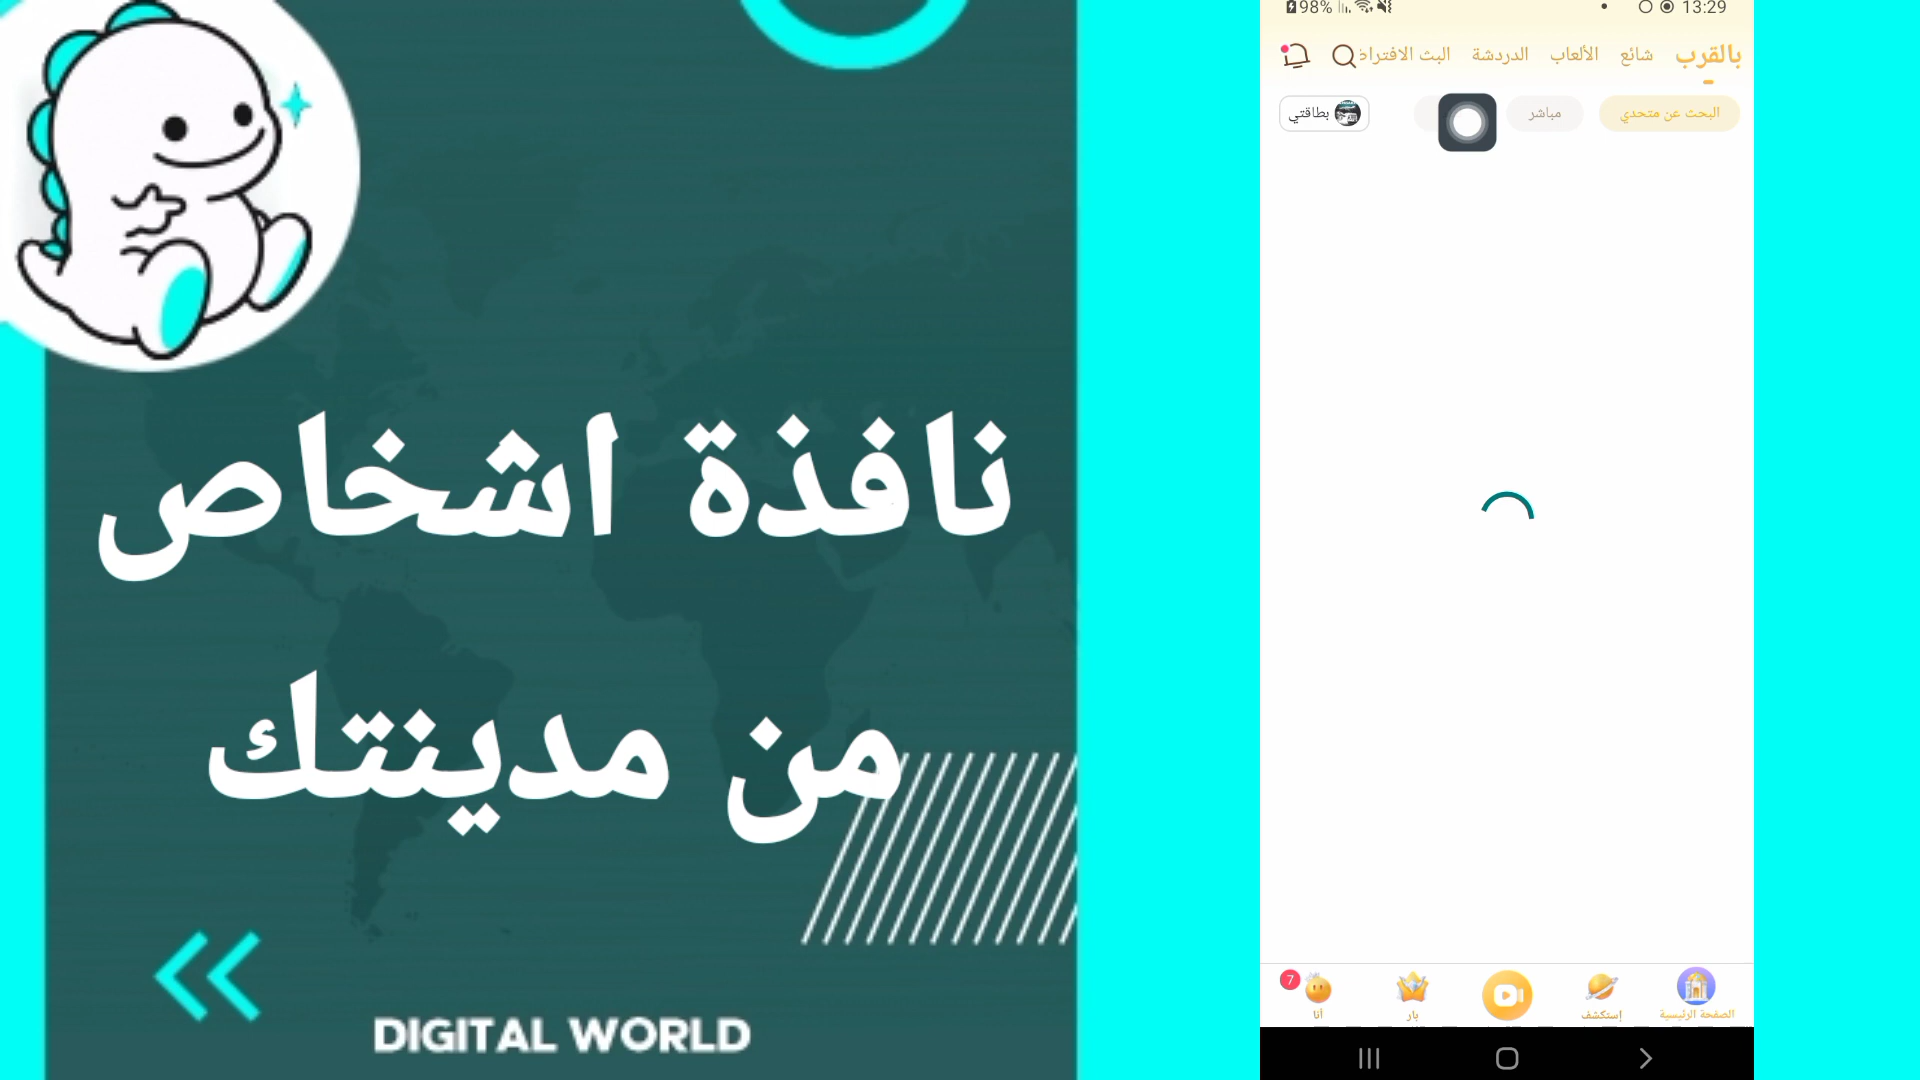 نافذة اشخاص
من مدينتك
DIGITAL WORLD
98%
13:29
بالقرب شائع الألعاب الدردشة البث الافتراض
البحث عن متحدي مباشر بطاقتي
7
الصفحة الرئيسية إستكشف بار أنا